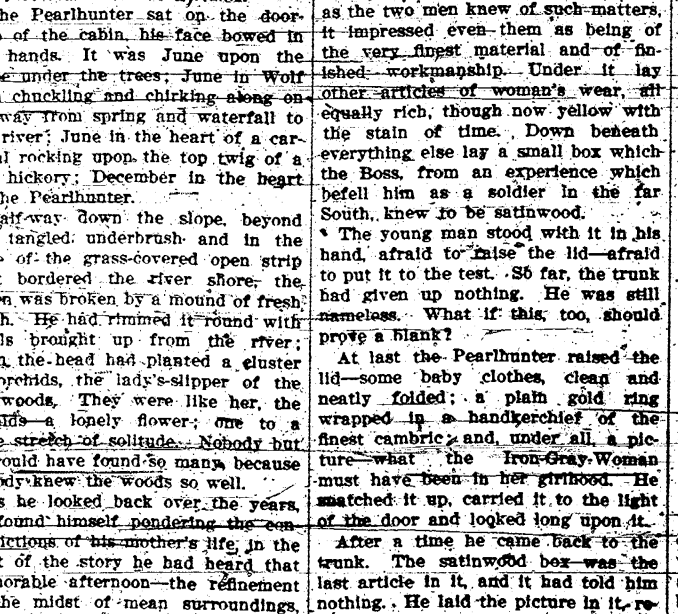 he Pearlhunter sat on the door-
of the cabin, his face bowed in
hands. It was June upon the
under the trees; June in Wolf
chuckling and chirking along on
way from spring and waterfall to
river; June in the heart of a car-
l rocking upon the top twig of a
hickory; December in the heart
he Pearlhunter.
alf-way down the slope, beyond
tangled underbrush and in the
of the grass-covered open strip
bordered the river shore, the
n was broken by a mound of fresh
h. He had rimmed it round with
ls brought up from the river;
the head had planted a cluster
orchids, the lady's-slipper of the
woods. They were like her, the
ids—a lonely flower; one to a
stretch of solitude. Nobody but
would have found so many, because
dy knew the woods so well.
s he looked back over the years,
found himself pondering the con-
ictions of his mother's life, in the
t of the story he had heard that
orable afternoon—the refinement
he midst of mean surroundings,
as the two men knew of such matters,
it impressed even them as being of
the very finest material and of fin-
ished workmanship. Under it lay
other articles of woman's wear, all
equally rich, though now yellow with
the stain of time. Down beneath
everything else lay a small box which
the Boss, from an experience which
befell him as a soldier in the far
South, knew to be satinwood.
The young man stood with it in his
hand, afraid to raise the lid—afraid
to put it to the test. So far, the trunk
had given up nothing. He was still
nameless. What if this, too, should
prove a blank?
At last the Pearlhunter raised the
lid—some baby clothes, clean and
neatly folded; a plain gold ring
wrapped in a handkerchief of the
finest cambric; and, under all, a pic-
ture—what the Iron-Gray-Woman
must have been in her girlhood. He
snatched it up, carried it to the light
of the door and looked long upon it.
After a time he came back to the
trunk. The satinwood box was the
last article in it, and it had told him
nothing. He laid the picture in it, re-